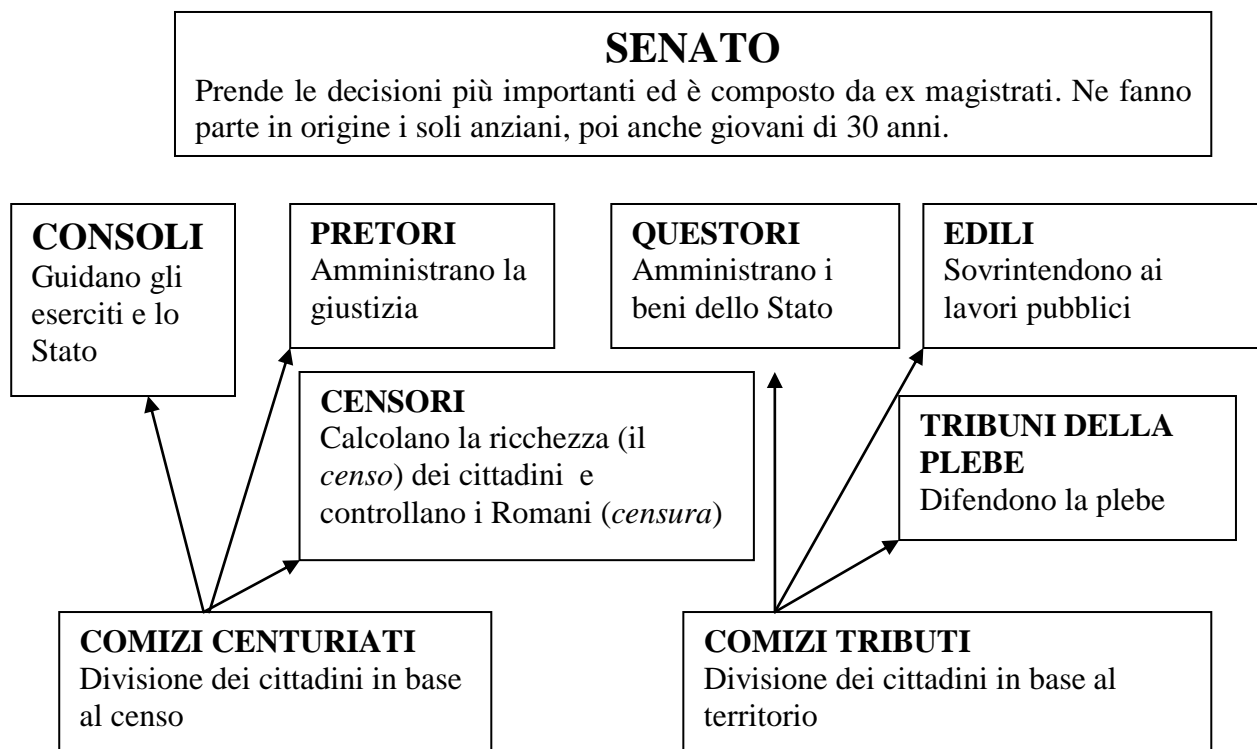 SENATO
Prende le decisioni più importanti ed è composto da ex magistrati. Ne fanno
parte in origine i soli anziani, poi anche giovani di 30 anni.
CONSOLI
Guidano gli
eserciti e lo
Stato
PRETORI
Amministrano la
giustizia
QUESTORI
Amministrano i
beni dello Stato
EDILI
Sovrintendono ai
lavori pubblici
CENSORI
Calcolano la ricchezza (il
censo) dei cittadini e
controllano i Romani (censura)
TRIBUNI DELLA
PLEBE
Difendono la plebe
COMIZI CENTURIATI
Divisione dei cittadini in base
al censo
COMIZI TRIBUTI
Divisione dei cittadini in base al
territorio